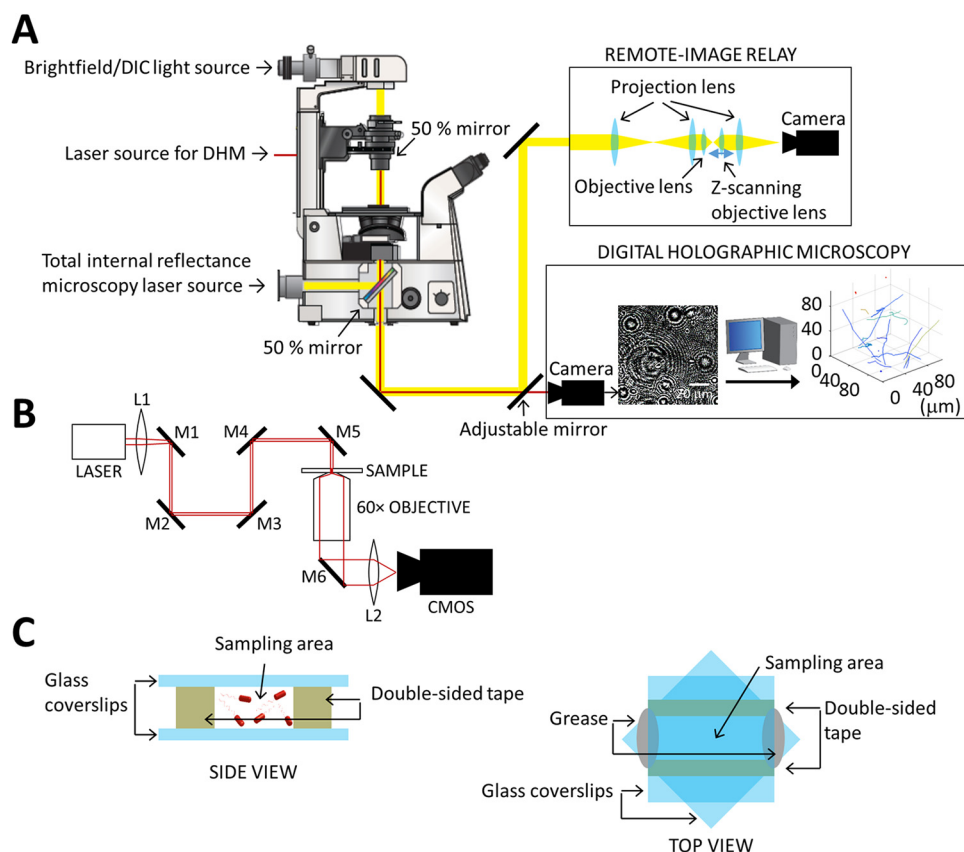 A
Brightfield/DIC light source
50 % mirror
Laser source for DHM
Total internal reflectance
microscopy laser source
50 % mirror
REMOTE-IMAGE RELAY
Projection lens
Camera
Objective lens
Z-scanning
objective lens
DIGITAL HOLOGRAPHIC MICROSCOPY
Camera
20 μm
80
40
0
0
40
80
0
40
80
(μm)
Adjustable mirror
B
L1
LASER
M1
M4
M5
SAMPLE
M2
M3
60× OBJECTIVE
M6
L2
CMOS
C
Sampling area
Glass
coverslips
Double-sided tape
SIDE VIEW
Sampling area
Grease
Double-sided
tape
Glass coverslips
TOP VIEW